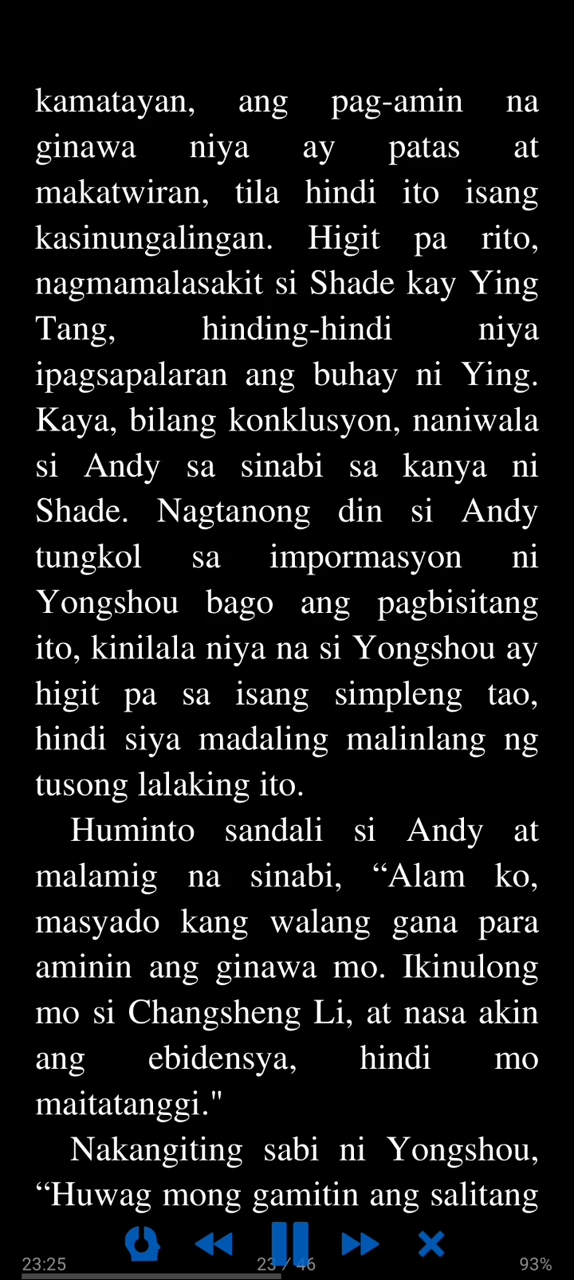 kamatayan, ang pag-amin na
ginawa niya ay patas at
makatwiran, tila hindi ito isang
kasinungalingan. Higit pa rito,
nagmamalasakit si Shade kay Ying
Tang, hinding-hindi niya
ipagsapalaran ang buhay ni Ying.
Kaya, bilang konklusyon, naniwala
si Andy sa sinabi sa kanya ni
Shade. Nagtanong din si Andy
tungkol sa impormasyon ni
Yongshou bago ang pagbisitang
ito, kinilala niya na si Yongshou ay
higit pa sa isang simpleng tao,
hindi siya madaling malinlang ng
tusong lalaking ito.
Huminto sandali si Andy at
malamig na sinabi, “Alam ko,
masyado kang walang gana para
aminin ang ginawa mo. Ikinulong
mo si Changsheng Li, at nasa akin
ang ebidensya, hindi mo
maitatanggi."
Nakangiting sabi ni Yongshou,
“Huwag mong gamitin ang salitang
23:25 23 / 46 93%